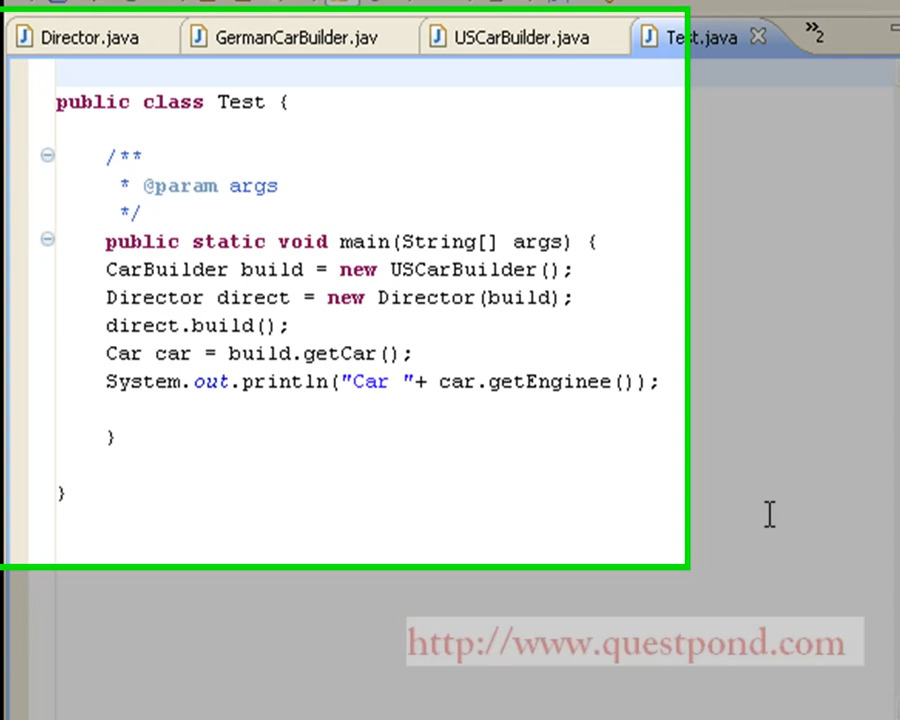 Director.java GermanCarBuilder.jav USCarBuilder.java Test.java »2
public class Test {
/**
* @param args
*/
public static void main(String[] args) {
CarBuilder build = new USCarBuilder();
Director direct = new Director(build);
direct.build();
Car car = build.getCar();
System.out.println("Car "+ car.getEnginee());
}
}
http://www.questpond.com